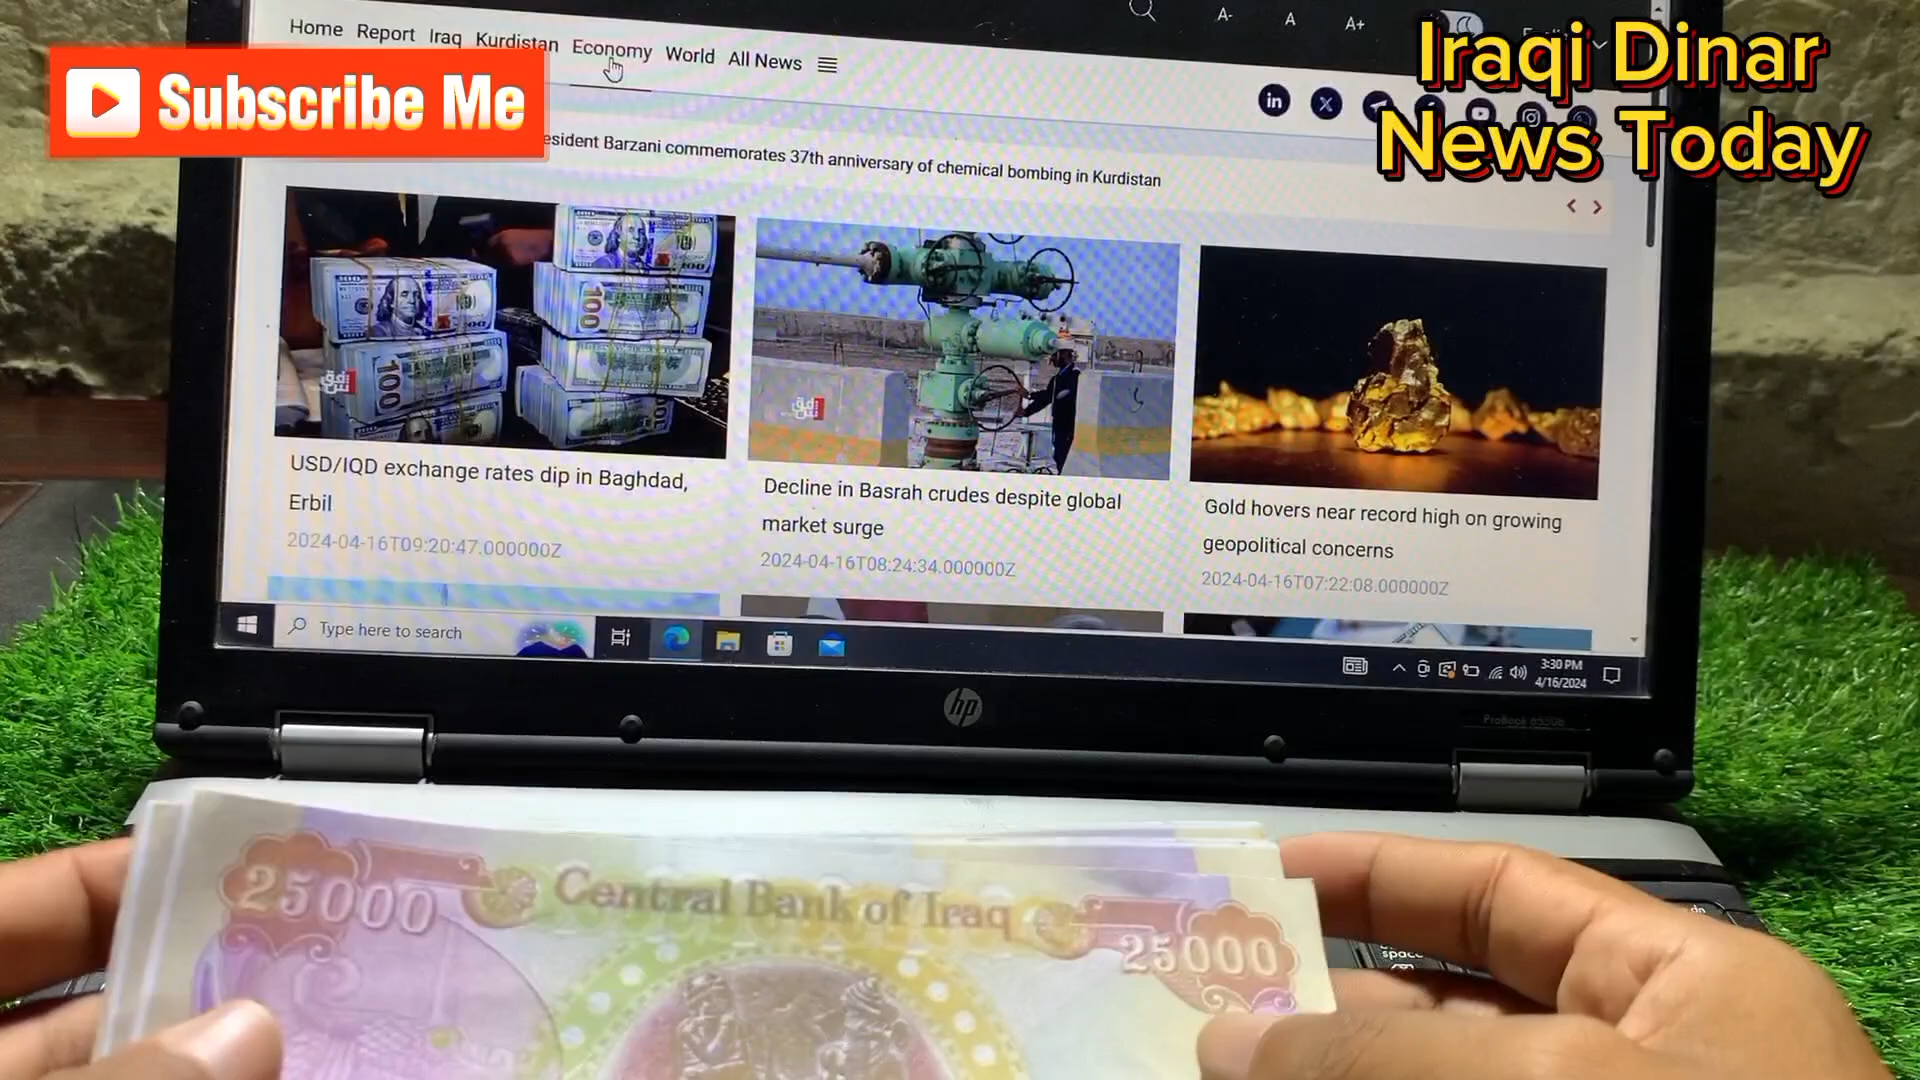 Iraqi Dinar
News Today
Subscribe Me
A- A A+
Home Report Iraq Kurdistan Economy World All News
Barzani commemorates 37th anniversary of chemical bombing in Kurdistan
USD/IQD exchange rates dip in Baghdad,
Erbil
2024-04-16T09:20:47.000000Z
Decline in Basrah crudes despite global
market surge
2024-04-16T08:24:34.000000Z
Gold hovers near record high on growing
geopolitical concerns
2024-04-16T07:22:08.000000Z
Type here to search
3:30 PM
4/16/2024
hp
ProBook
25000 Central Bank of Iraq 25000
space